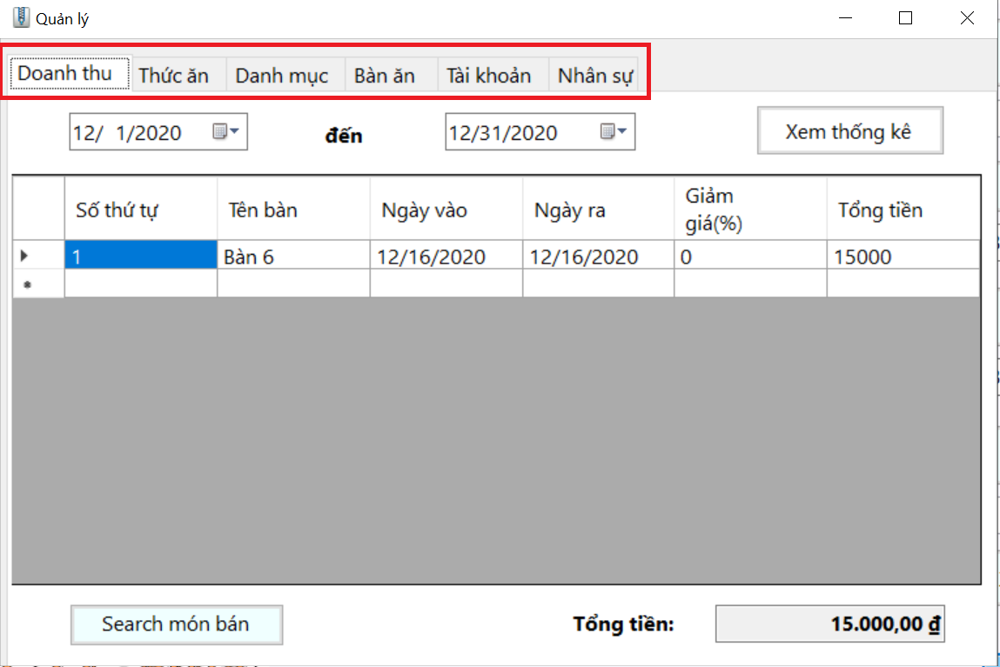 Quản lý
Doanh thu Thức ăn Danh mục Bàn ăn Tài khoản Nhân sự
12/ 1/2020 đến 12/31/2020 Xem thống kê
Số thứ tự Tên bàn Ngày vào Ngày ra Giảm giá(%) Tổng tiền
1 Bàn 6 12/16/2020 12/16/2020 0 15000
Search món bán Tổng tiền: 15.000,00 ₫